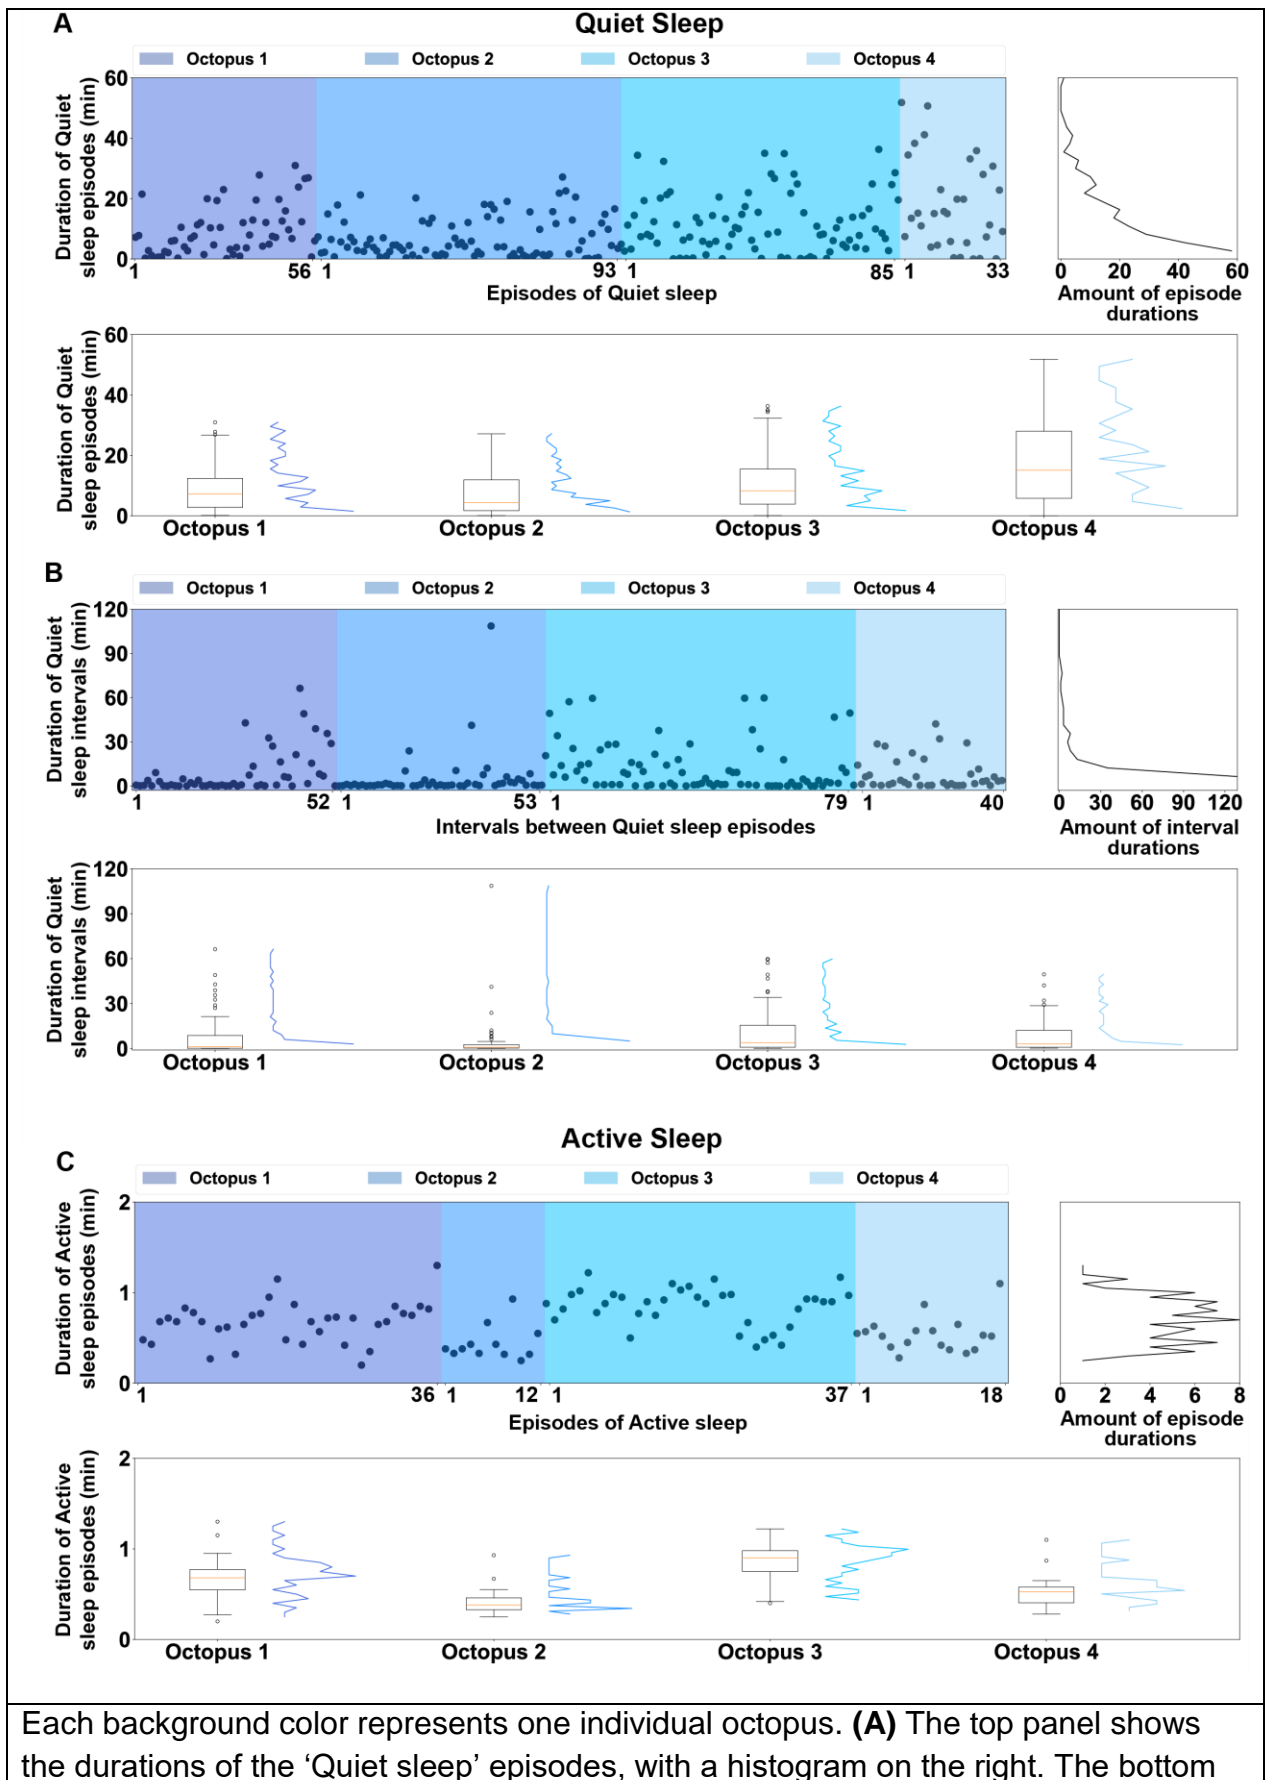 A
Quiet Sleep
Octopus 1 Octopus 2 Octopus 3 Octopus 4
Duration of Quiet
sleep episodes (min)
60
40
20
0
1 56 1 93 1 85 1 33
Episodes of Quiet sleep
0 20 40 60
Amount of episode
durations
Duration of Quiet
sleep episodes (min)
60
40
20
0
Octopus 1 Octopus 2 Octopus 3 Octopus 4
B
Octopus 1 Octopus 2 Octopus 3 Octopus 4
Duration of Quiet
sleep intervals (min)
120
90
60
30
0
1 52 1 53 1 79 1 40
Intervals between Quiet sleep episodes
0 30 60 90 120
Amount of interval
durations
Duration of Quiet
sleep intervals (min)
120
90
60
30
0
Octopus 1 Octopus 2 Octopus 3 Octopus 4
Active Sleep
C
Octopus 1 Octopus 2 Octopus 3 Octopus 4
Duration of Active
sleep episodes (min)
2
1
0
1 36 1 12 1 37 1 18
Episodes of Active sleep
0 2 4 6 8
Amount of episode
durations
Duration of Active
sleep episodes (min)
2
1
0
Octopus 1 Octopus 2 Octopus 3 Octopus 4
Each background color represents one individual octopus. (A) The top panel shows
the durations of the ‘Quiet sleep’ episodes, with a histogram on the right. The bottom